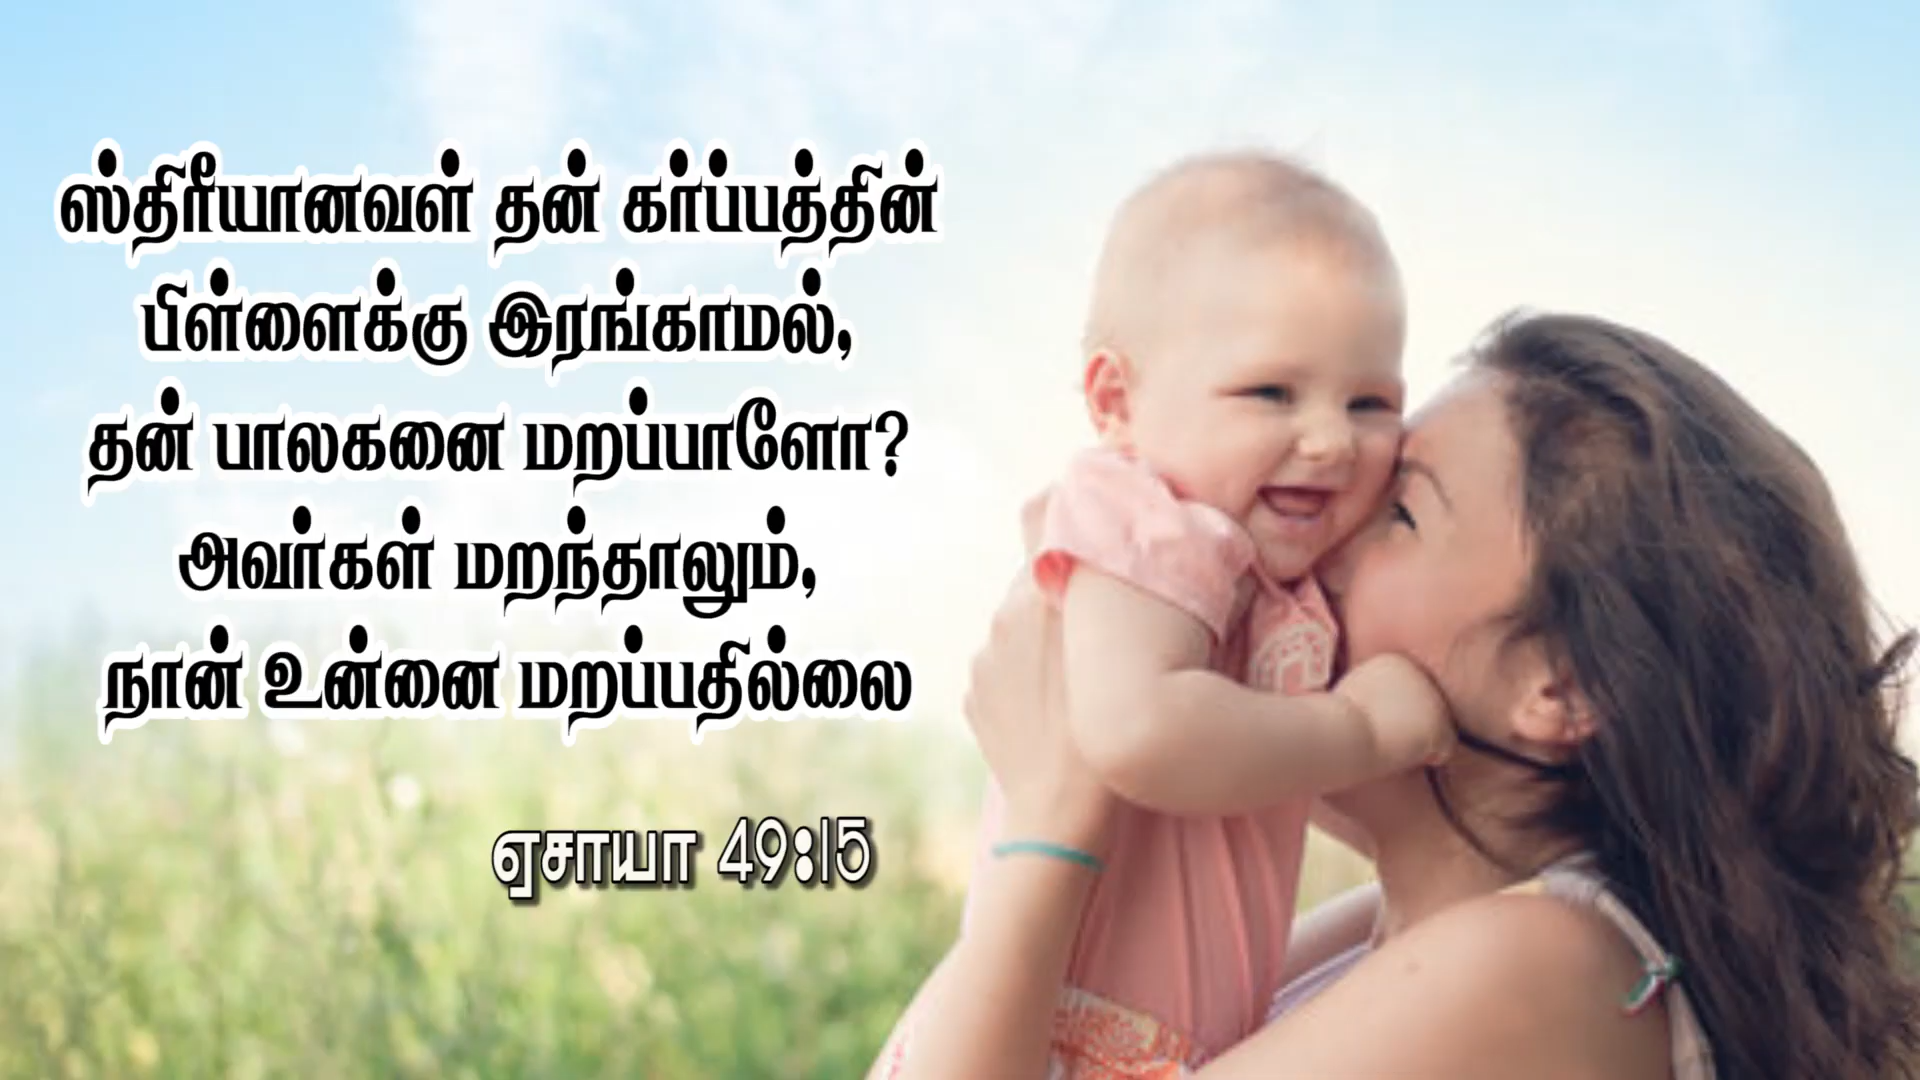 ஸ்திரீயானவள் தன் கர்ப்பத்தின்
பிள்ளைக்கு இரங்காமல்,
தன் பாலகனை மறப்பாளோ?
அவர்கள் மறந்தாலும்,
நான் உன்னை மறப்பதில்லை
ஏசாயா 49:15